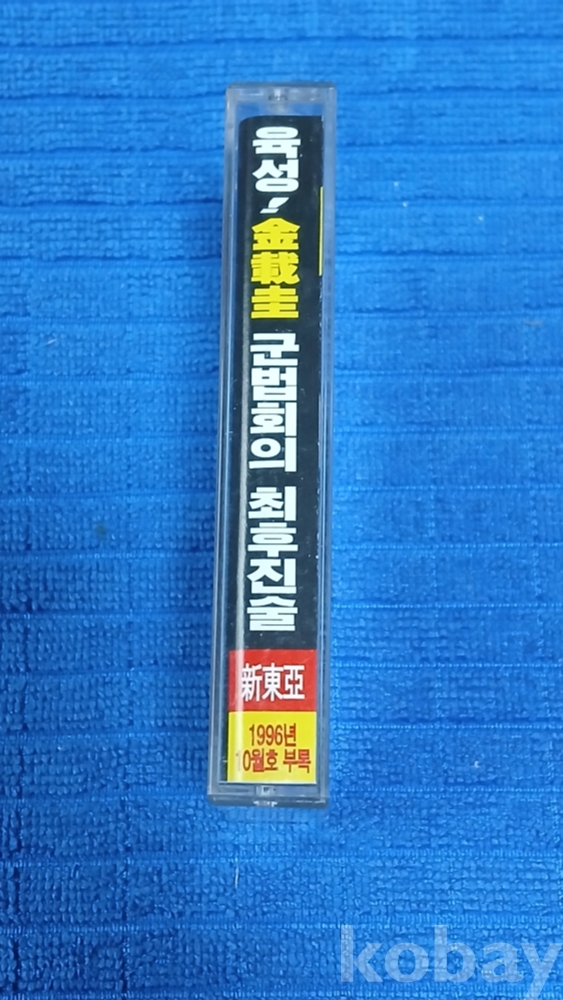 육성! 金載圭 군법회의 최후진술
新東亞
1996년
10월호 부록
kobay